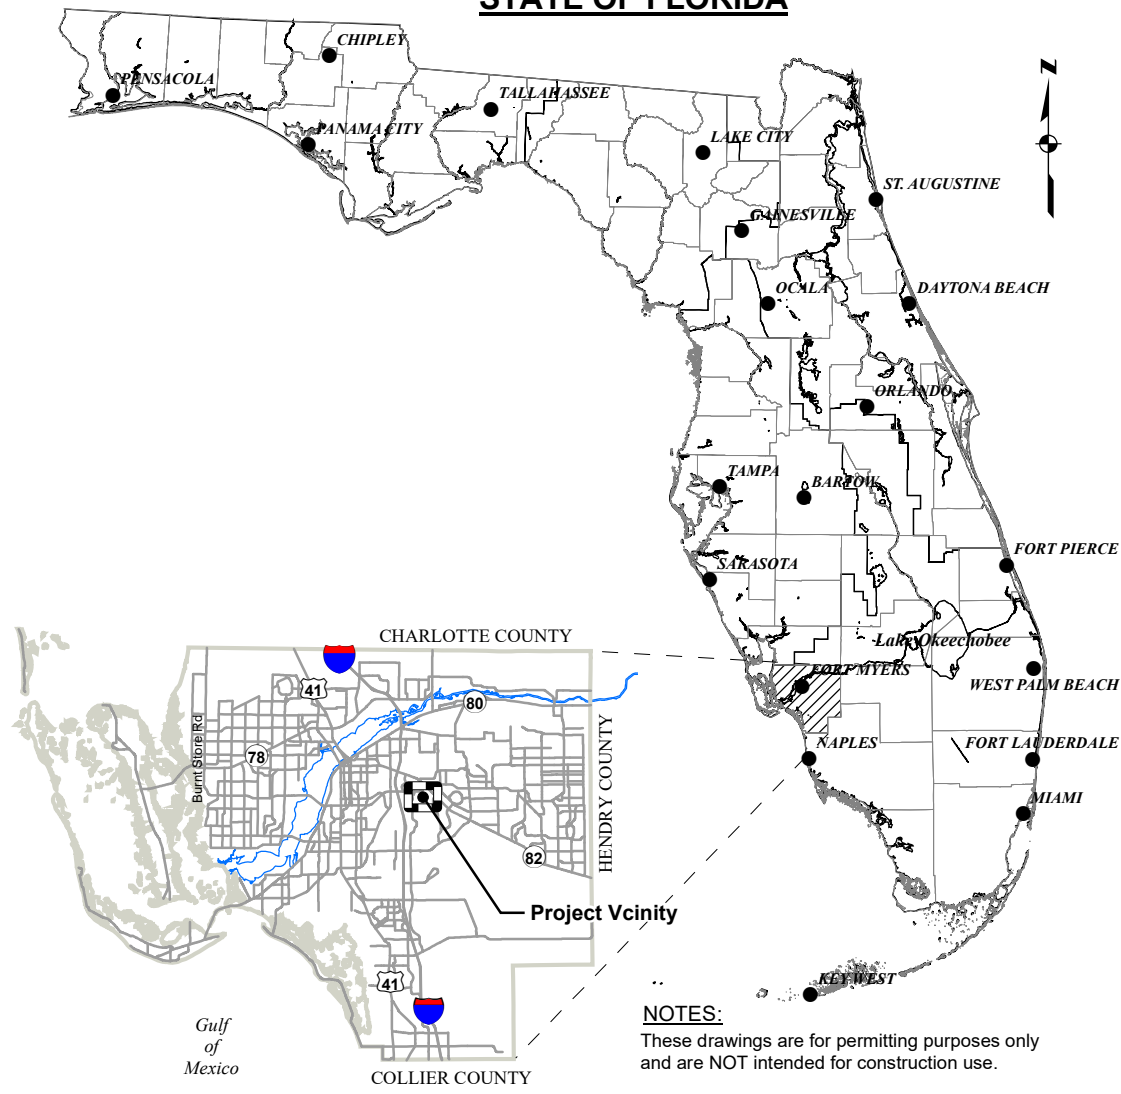 STATE OF FLORIDA
CHIPLEY
PENSACOLA
TALLAHASSEE
PANAMA CITY
LAKE CITY
ST. AUGUSTINE
GAINESVILLE
OCALA
DAYTONA BEACH
ORLANDO
TAMPA
BARTOW
FORT PIERCE
SARASOTA
Lake Okeechobee
FORT MYERS
WEST PALM BEACH
NAPLES
FORT LAUDERDALE
MIAMI
KEY WEST
N
CHARLOTTE COUNTY
41
80
Burnt Store Rd
78
HENDRY COUNTY
82
Project Vcinity
41
Gulf
of
Mexico
COLLIER COUNTY
NOTES:
These drawings are for permitting purposes only
and are NOT intended for construction use.